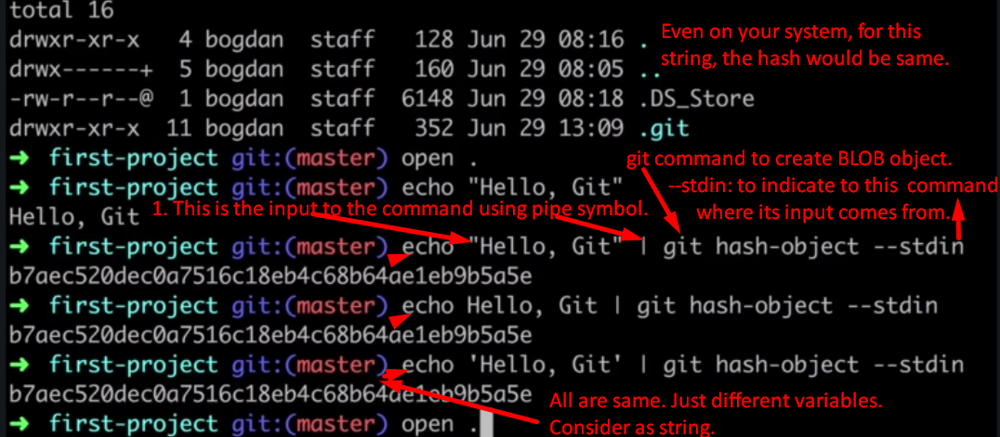 total 16
drwxr-xr-x 4 bogdan staff 128 Jun 29 08:16 .
Even on your system, for this
string, the hash would be same.
drwx------+ 5 bogdan staff 160 Jun 29 08:05 ..
-rw-r--r--@ 1 bogdan staff 6148 Jun 29 08:18 .DS_Store
drwxr-xr-x 11 bogdan staff 352 Jun 29 13:09 .git
➜ first-project git:(master) open .
git command to create BLOB object.
➜ first-project git:(master) echo "Hello, Git"
--stdin: to indicate to this command
where its input comes from.
1. This is the input to the command using pipe symbol.
Hello, Git
➜ first-project git:(master) echo "Hello, Git" | git hash-object --stdin
b7aec520dec0a7516c18eb4c68b64ae1eb9b5a5e
➜ first-project git:(master) echo Hello, Git | git hash-object --stdin
b7aec520dec0a7516c18eb4c68b64ae1eb9b5a5e
➜ first-project git:(master) echo 'Hello, Git' | git hash-object --stdin
b7aec520dec0a7516c18eb4c68b64ae1eb9b5a5e
All are same. Just different variables.
Consider as string.
➜ first-project git:(master) open .